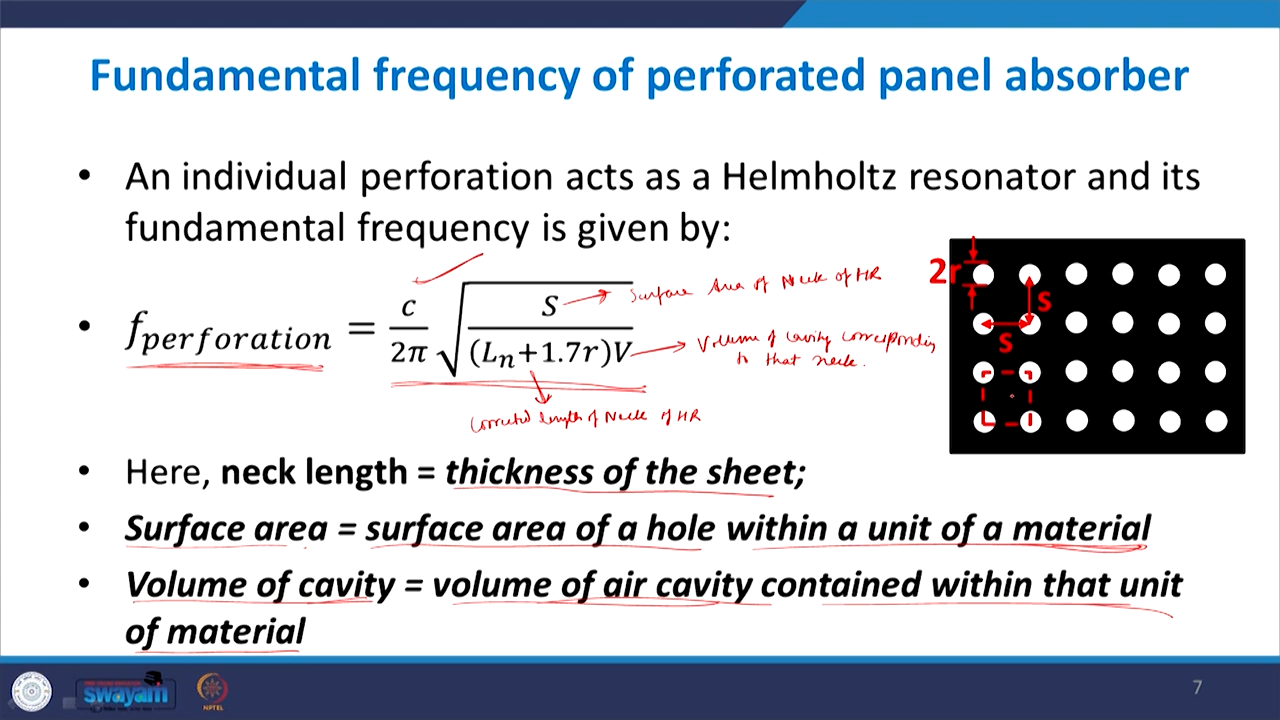 Fundamental frequency of perforated panel absorber
• An individual perforation acts as a Helmholtz resonator and its
fundamental frequency is given by:
• f_perforation = c/2π √(S/((Lₙ+1.7r)V))
Surface Area of Neck of HR
Volume of cavity corresponding
to that neck.
Corrected length of Neck of HR
2r
S
S
• Here, neck length = thickness of the sheet;
• Surface area = surface area of a hole within a unit of a material
• Volume of cavity = volume of air cavity contained within that unit
of material
swayam
NPTEL
7